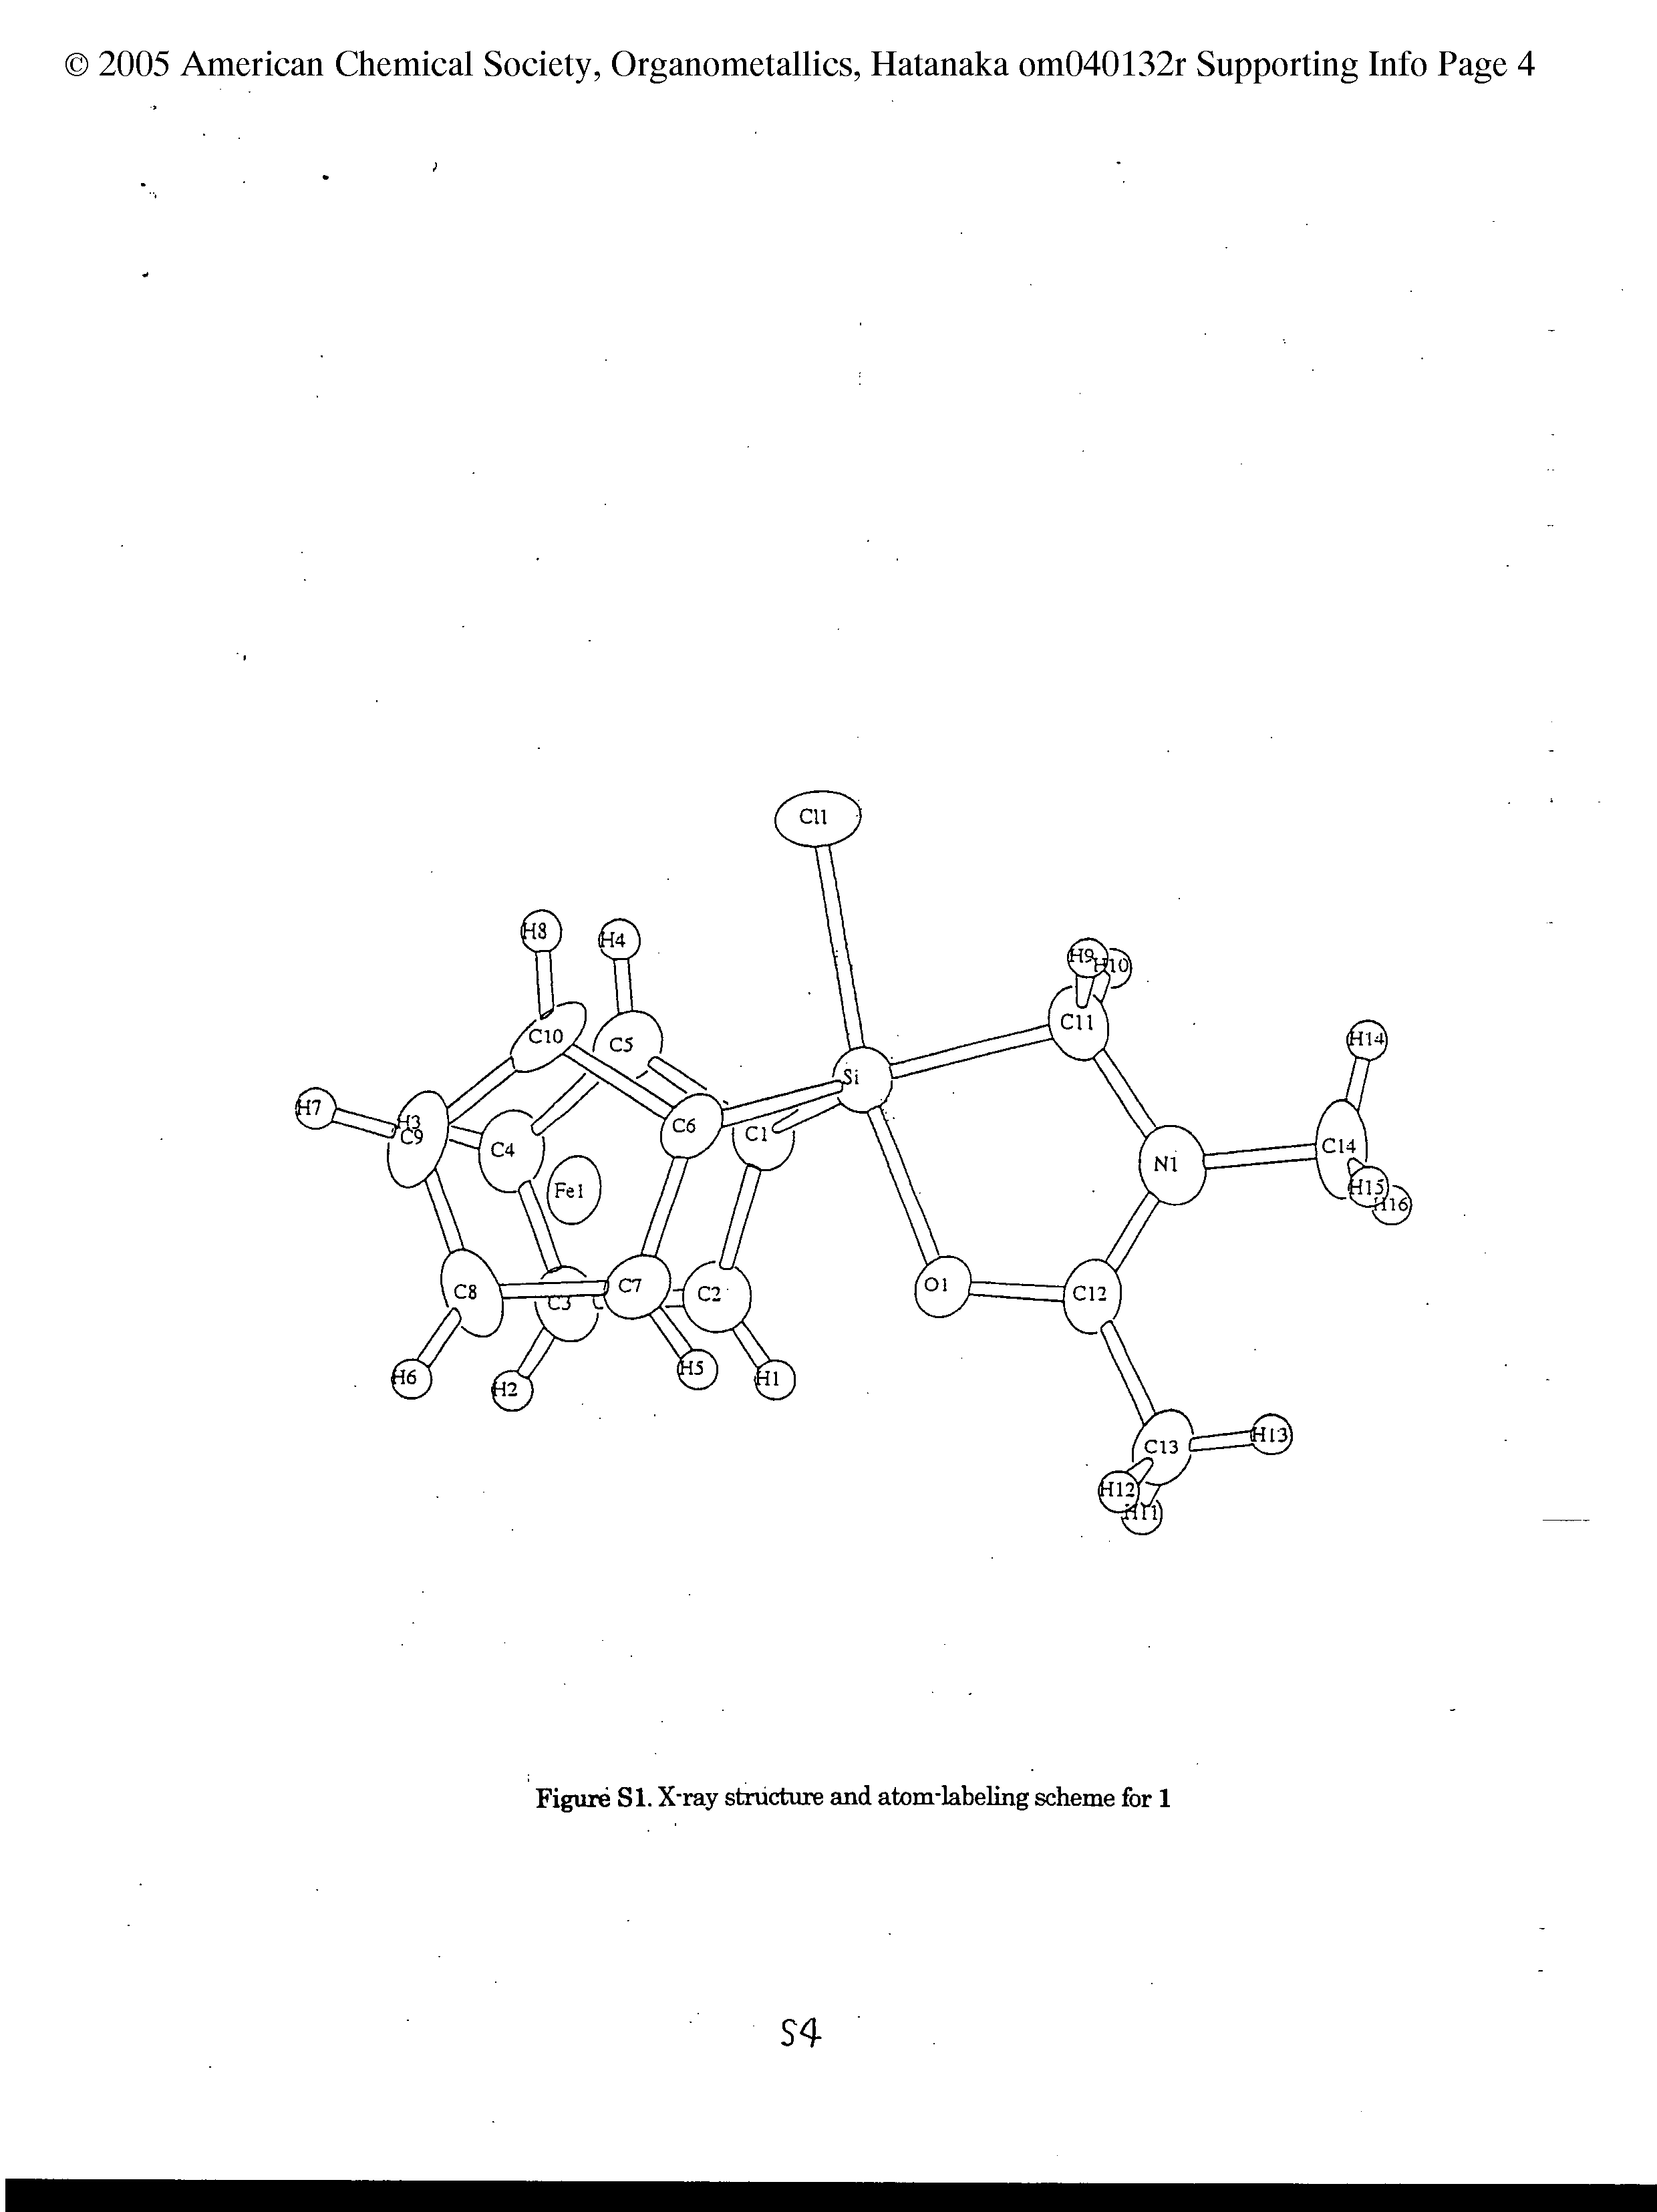 © 2005 American Chemical Society, Organometallics, Hatanaka om040132r Supporting Info Page 4
Cl1
H8
H4
H9
H10
C10
C5
C11
H14
Si
H7
H3
C9
C4
C6
C1
N1
C14
Fe1
H15
H16
C8
C3
C7
C2
O1
C12
H6
H2
H5
H1
C13
H13
H12
H11
Figure S1. X-ray structure and atom-labeling scheme for 1
S4